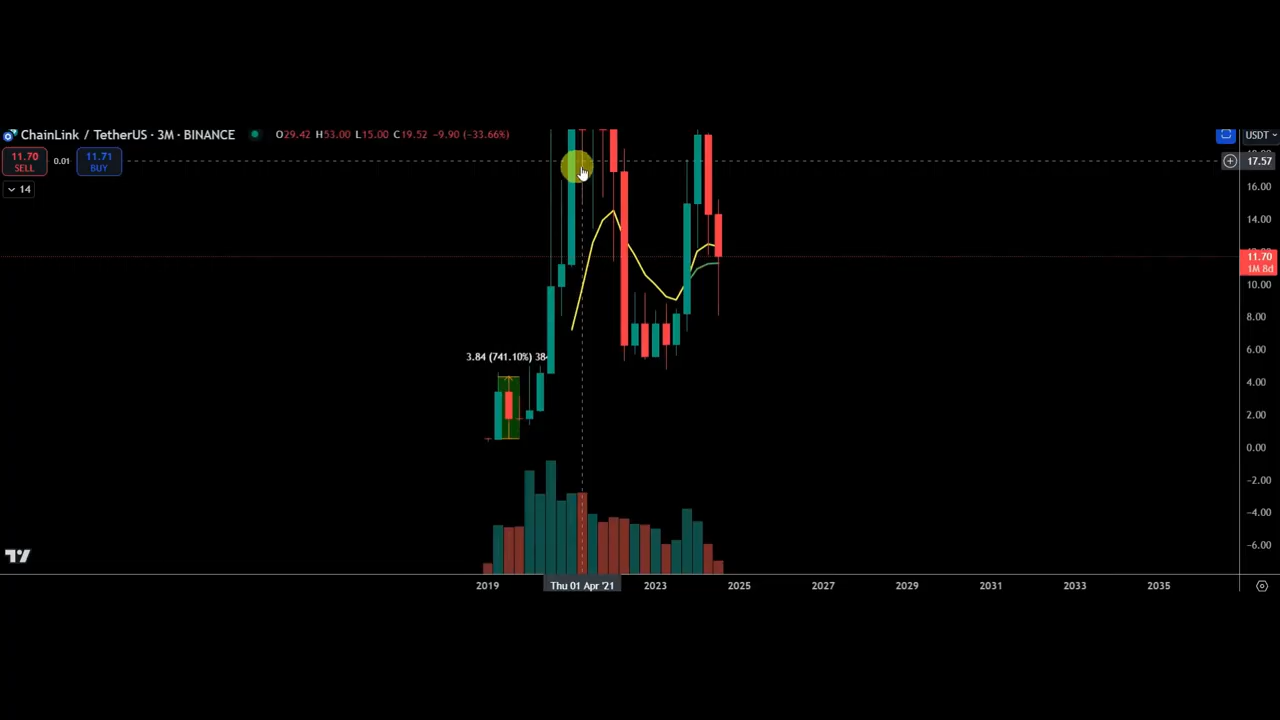 ChainLink / TetherUS · 3M · BINANCE O29.42 H53.00 L15.00 C19.52 −9.90 (−33.66%) USDT
11.70 SELL 0.01 11.71 BUY
17.57
14
16.00
14.00
11.70
1M 8d
10.00
8.00
6.00
3.84 (741.10%) 384
4.00
2.00
0.00
−2.00
−4.00
−6.00
2019 Thu 01 Apr '21 2023 2025 2027 2029 2031 2033 2035